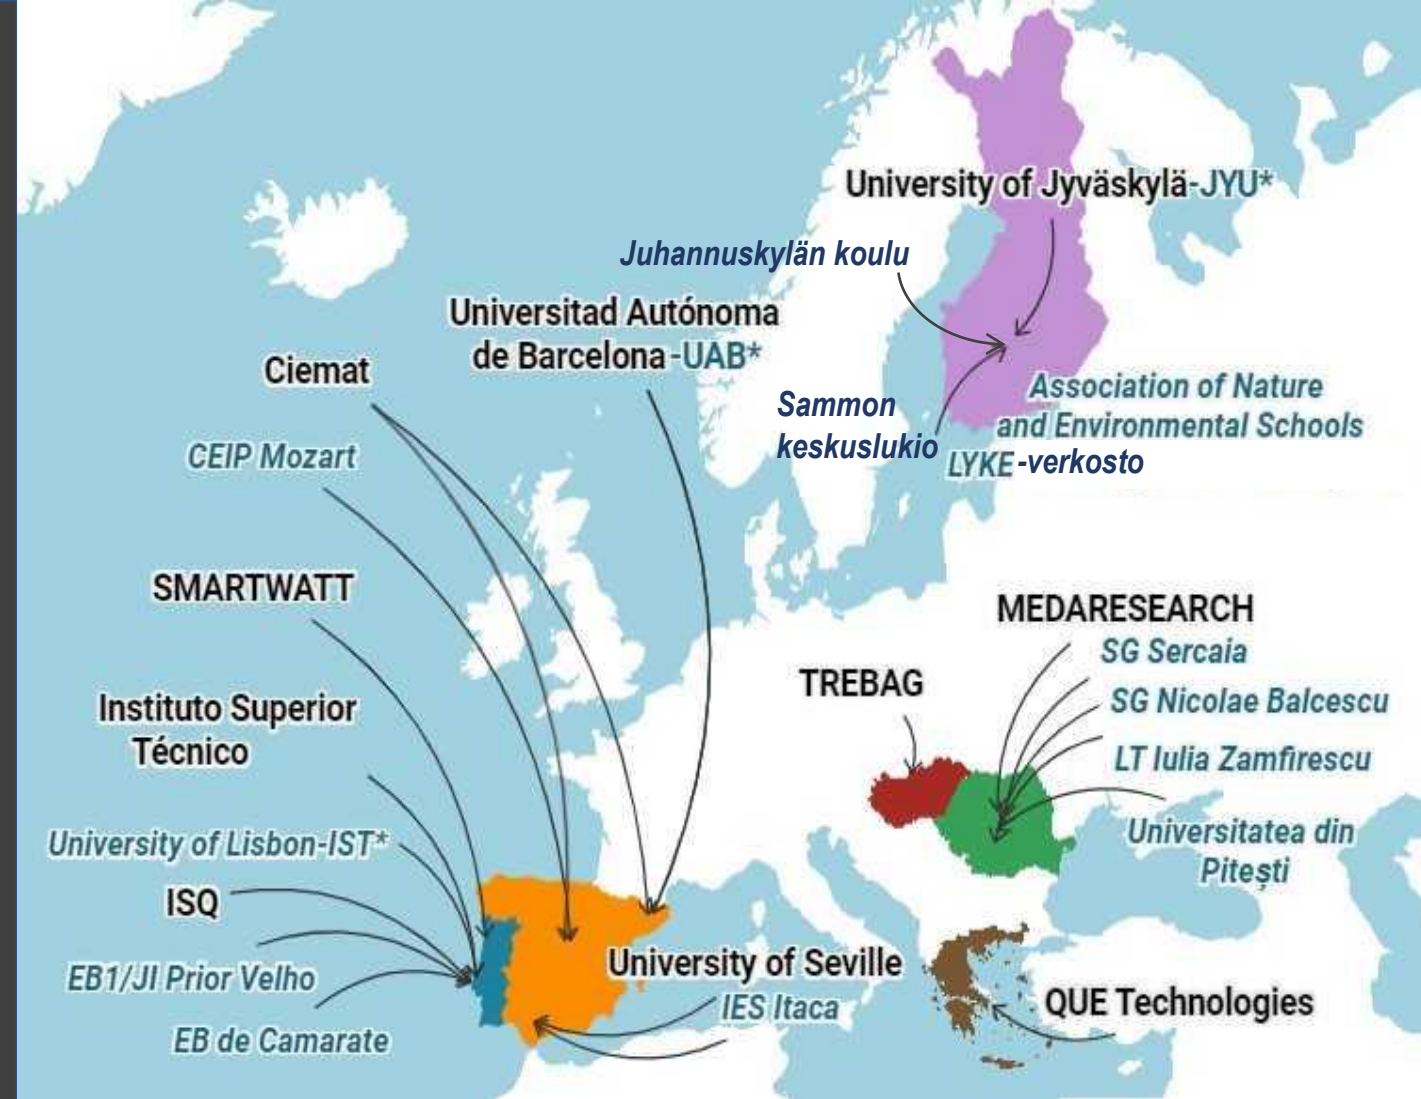 University of Jyväskylä-JYU*
Juhannuskylän koulu
Universitad Autónoma
de Barcelona-UAB*
Ciemat
Association of Nature
and Environmental Schools
LYKE-verkosto
Sammon
keskuslukio
CEIP Mozart
SMARTWATT
MEDARESEARCH
SG Sercaia
TREBAG
SG Nicolae Balcescu
Instituto Superior
Técnico
LT Iulia Zamfirescu
University of Lisbon-IST*
Universitatea din
Pitești
ISQ
University of Seville
IES Itaca
EB1/JI Prior Velho
QUE Technologies
EB de Camarate